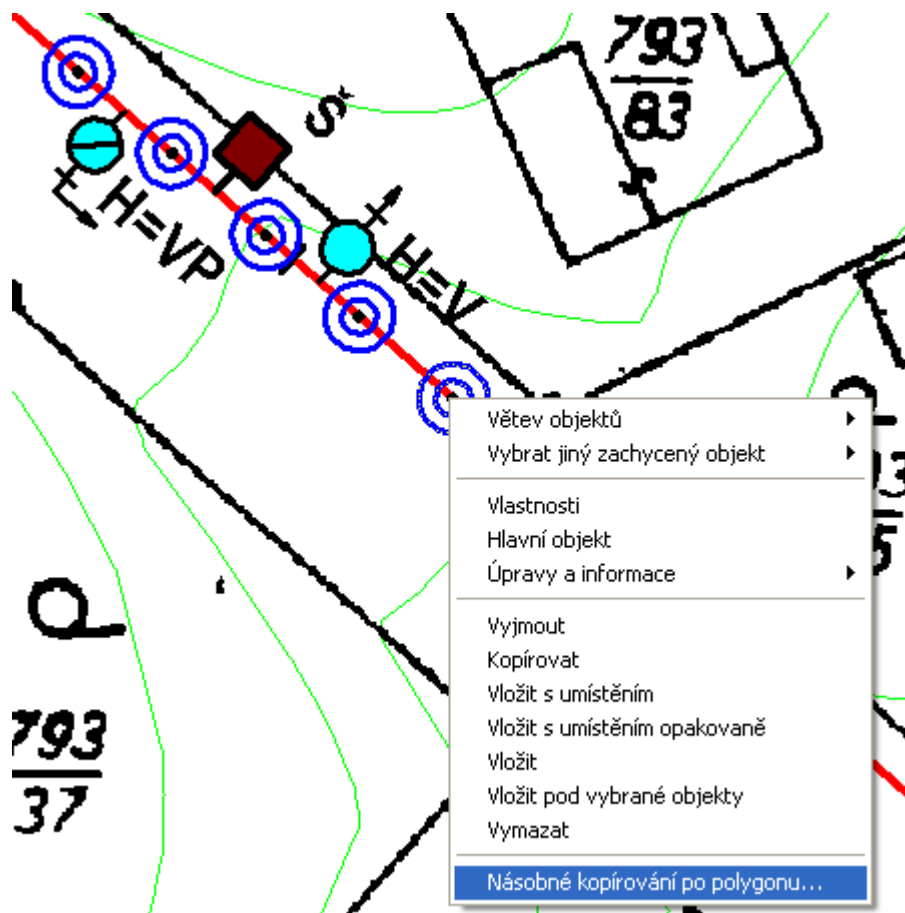 793
83
S
H=VP
H=V
793
37
Větev objektů
Vybrat jiný zachycený objekt
Vlastnosti
Hlavní objekt
Úpravy a informace
Vyjmout
Kopírovat
Vložit s umístěním
Vložit s umístěním opakovaně
Vložit
Vložit pod vybrané objekty
Vymazat
Násobné kopírování po polygonu...